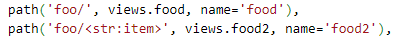 path('foo/', views.food, name='food'),
path('foo/<str:item>', views.food2, name='food2'),